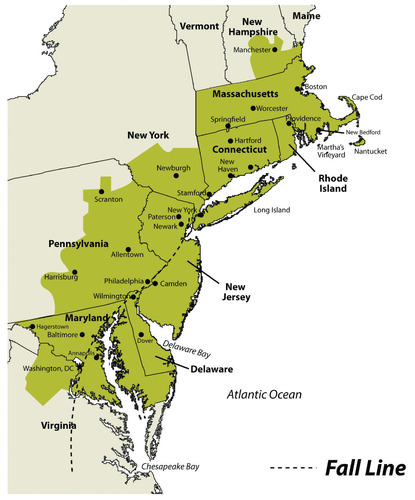 Maine
New
Hampshire
Vermont
Manchester
Massachusetts
Boston
Cape Cod
Worcester
Springfield
Providence
New Bedford
Hartford
Connecticut
Martha's
Vineyard
Nantucket
New York
New
Haven
Rhode
Island
Newburgh
Stamford
Scranton
New York
Long Island
Paterson
Newark
Pennsylvania
Allentown
Harrisburg
Philadelphia
Camden
New
Jersey
Wilmington
Maryland
Hagerstown
Baltimore
Dover
Delaware Bay
Annapolis
Washington, DC
Delaware
Atlantic Ocean
Virginia
Chesapeake Bay
Fall Line